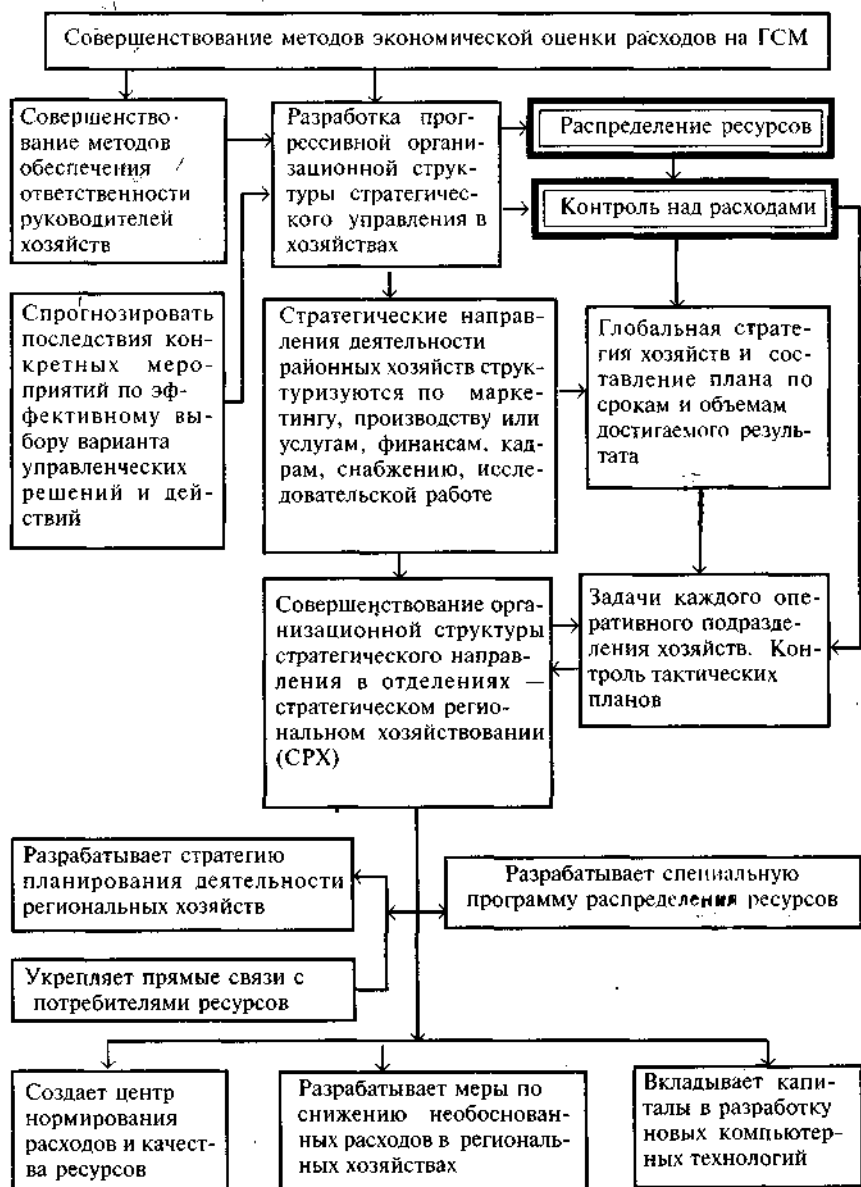 Совершенствование методов экономической оценки расходов на ГСМ
Совершенство-
вание методов
обеспечения
ответственности
руководителей
хозяйств
Разработка прог-
рессивной органи-
зационной струк-
туры стратегичес-
кого управления в
хозяйствах
Распределение ресурсов
Контроль над расходами
Спрогнозировать
последствия кон-
кретных меро-
приятий по эф-
фективному вы-
бору варианта
управленческих
решений и дей-
ствий
Стратегические направ-
ления деятельности
районных хозяйств струк-
туризуются по марке-
тингу, производству или
услугам, финансам, кад-
рам, снабжению, иссле-
довательской работе
Глобальная страте-
гия хозяйств и сос-
тавление плана по
срокам и объемам
достигаемого резуль-
тата
Совершенствование орга-
низационной структуры
стратегического направ-
ления в отделениях —
стратегическом регио-
нальном хозяйствовании
(СРХ)
Задачи каждого опе-
ративного подразде-
ления хозяйств. Кон-
троль тактических
планов
Разрабатывает стратегию
планирования деятельности
региональных хозяйств
Разрабатывает специальную
программу распределения ресурсов
Укрепляет прямые связи с
потребителями ресурсов
Создает центр
нормирования
расходов и качест-
ва ресурсов
Разрабатывает меры по
снижению необоснован-
ных расходов в региональ-
ных хозяйствах
Вкладывает капи-
талы в разработку
новых компьютер-
ных технологий